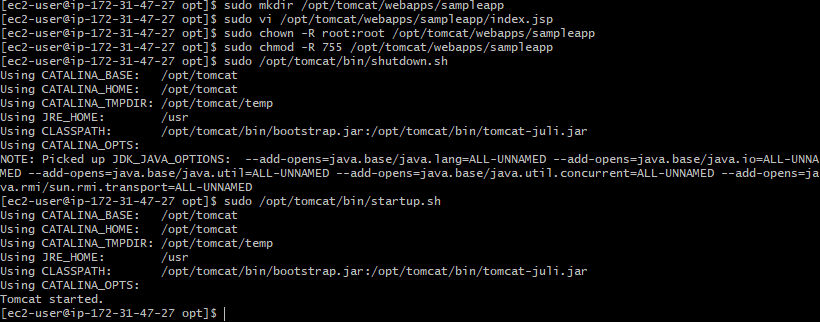 [ec2-user@ip-172-31-47-27 opt]$ sudo mkdir /opt/tomcat/webapps/sampleapp
[ec2-user@ip-172-31-47-27 opt]$ sudo vi /opt/tomcat/webapps/sampleapp/index.jsp
[ec2-user@ip-172-31-47-27 opt]$ sudo chown -R root:root /opt/tomcat/webapps/sampleapp
[ec2-user@ip-172-31-47-27 opt]$ sudo chmod -R 755 /opt/tomcat/webapps/sampleapp
[ec2-user@ip-172-31-47-27 opt]$ sudo /opt/tomcat/bin/shutdown.sh
Using CATALINA_BASE:   /opt/tomcat
Using CATALINA_HOME:   /opt/tomcat
Using CATALINA_TMPDIR: /opt/tomcat/temp
Using JRE_HOME:        /usr
Using CLASSPATH:       /opt/tomcat/bin/bootstrap.jar:/opt/tomcat/bin/tomcat-juli.jar
Using CATALINA_OPTS:
NOTE: Picked up JDK_JAVA_OPTIONS:  --add-opens=java.base/java.lang=ALL-UNNAMED --add-opens=java.base/java.io=ALL-UNNA
MED --add-opens=java.base/java.util=ALL-UNNAMED --add-opens=java.base/java.util.concurrent=ALL-UNNAMED --add-opens=ja
va.rmi/sun.rmi.transport=ALL-UNNAMED
[ec2-user@ip-172-31-47-27 opt]$ sudo /opt/tomcat/bin/startup.sh
Using CATALINA_BASE:   /opt/tomcat
Using CATALINA_HOME:   /opt/tomcat
Using CATALINA_TMPDIR: /opt/tomcat/temp
Using JRE_HOME:        /usr
Using CLASSPATH:       /opt/tomcat/bin/bootstrap.jar:/opt/tomcat/bin/tomcat-juli.jar
Using CATALINA_OPTS:
Tomcat started.
[ec2-user@ip-172-31-47-27 opt]$